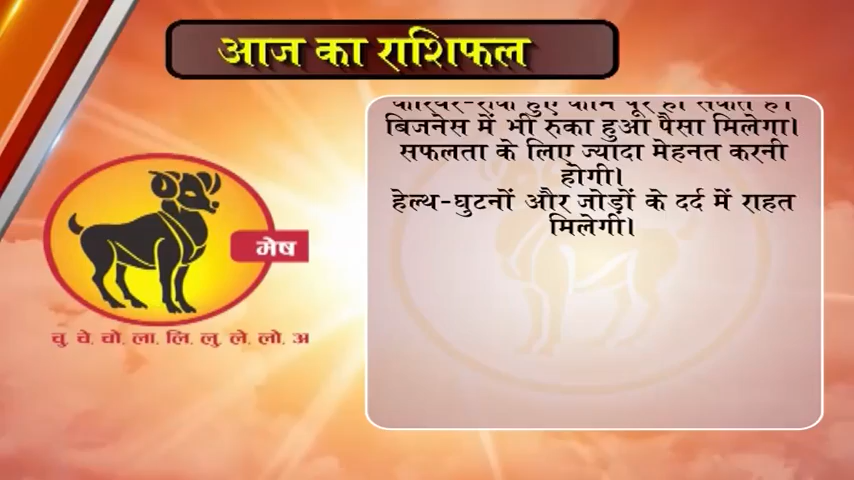 आज का राशिफल
बिजनेस में भी रुका हुआ पैसा मिलेगा।
सफलता के लिए ज्यादा मेहनत करनी
होगी।
हेल्थ-घुटनों और जोड़ों के दर्द में राहत
मिलेगी।
मेष
चु, चे, चो, ला, लि, लु, ले, लो, अ